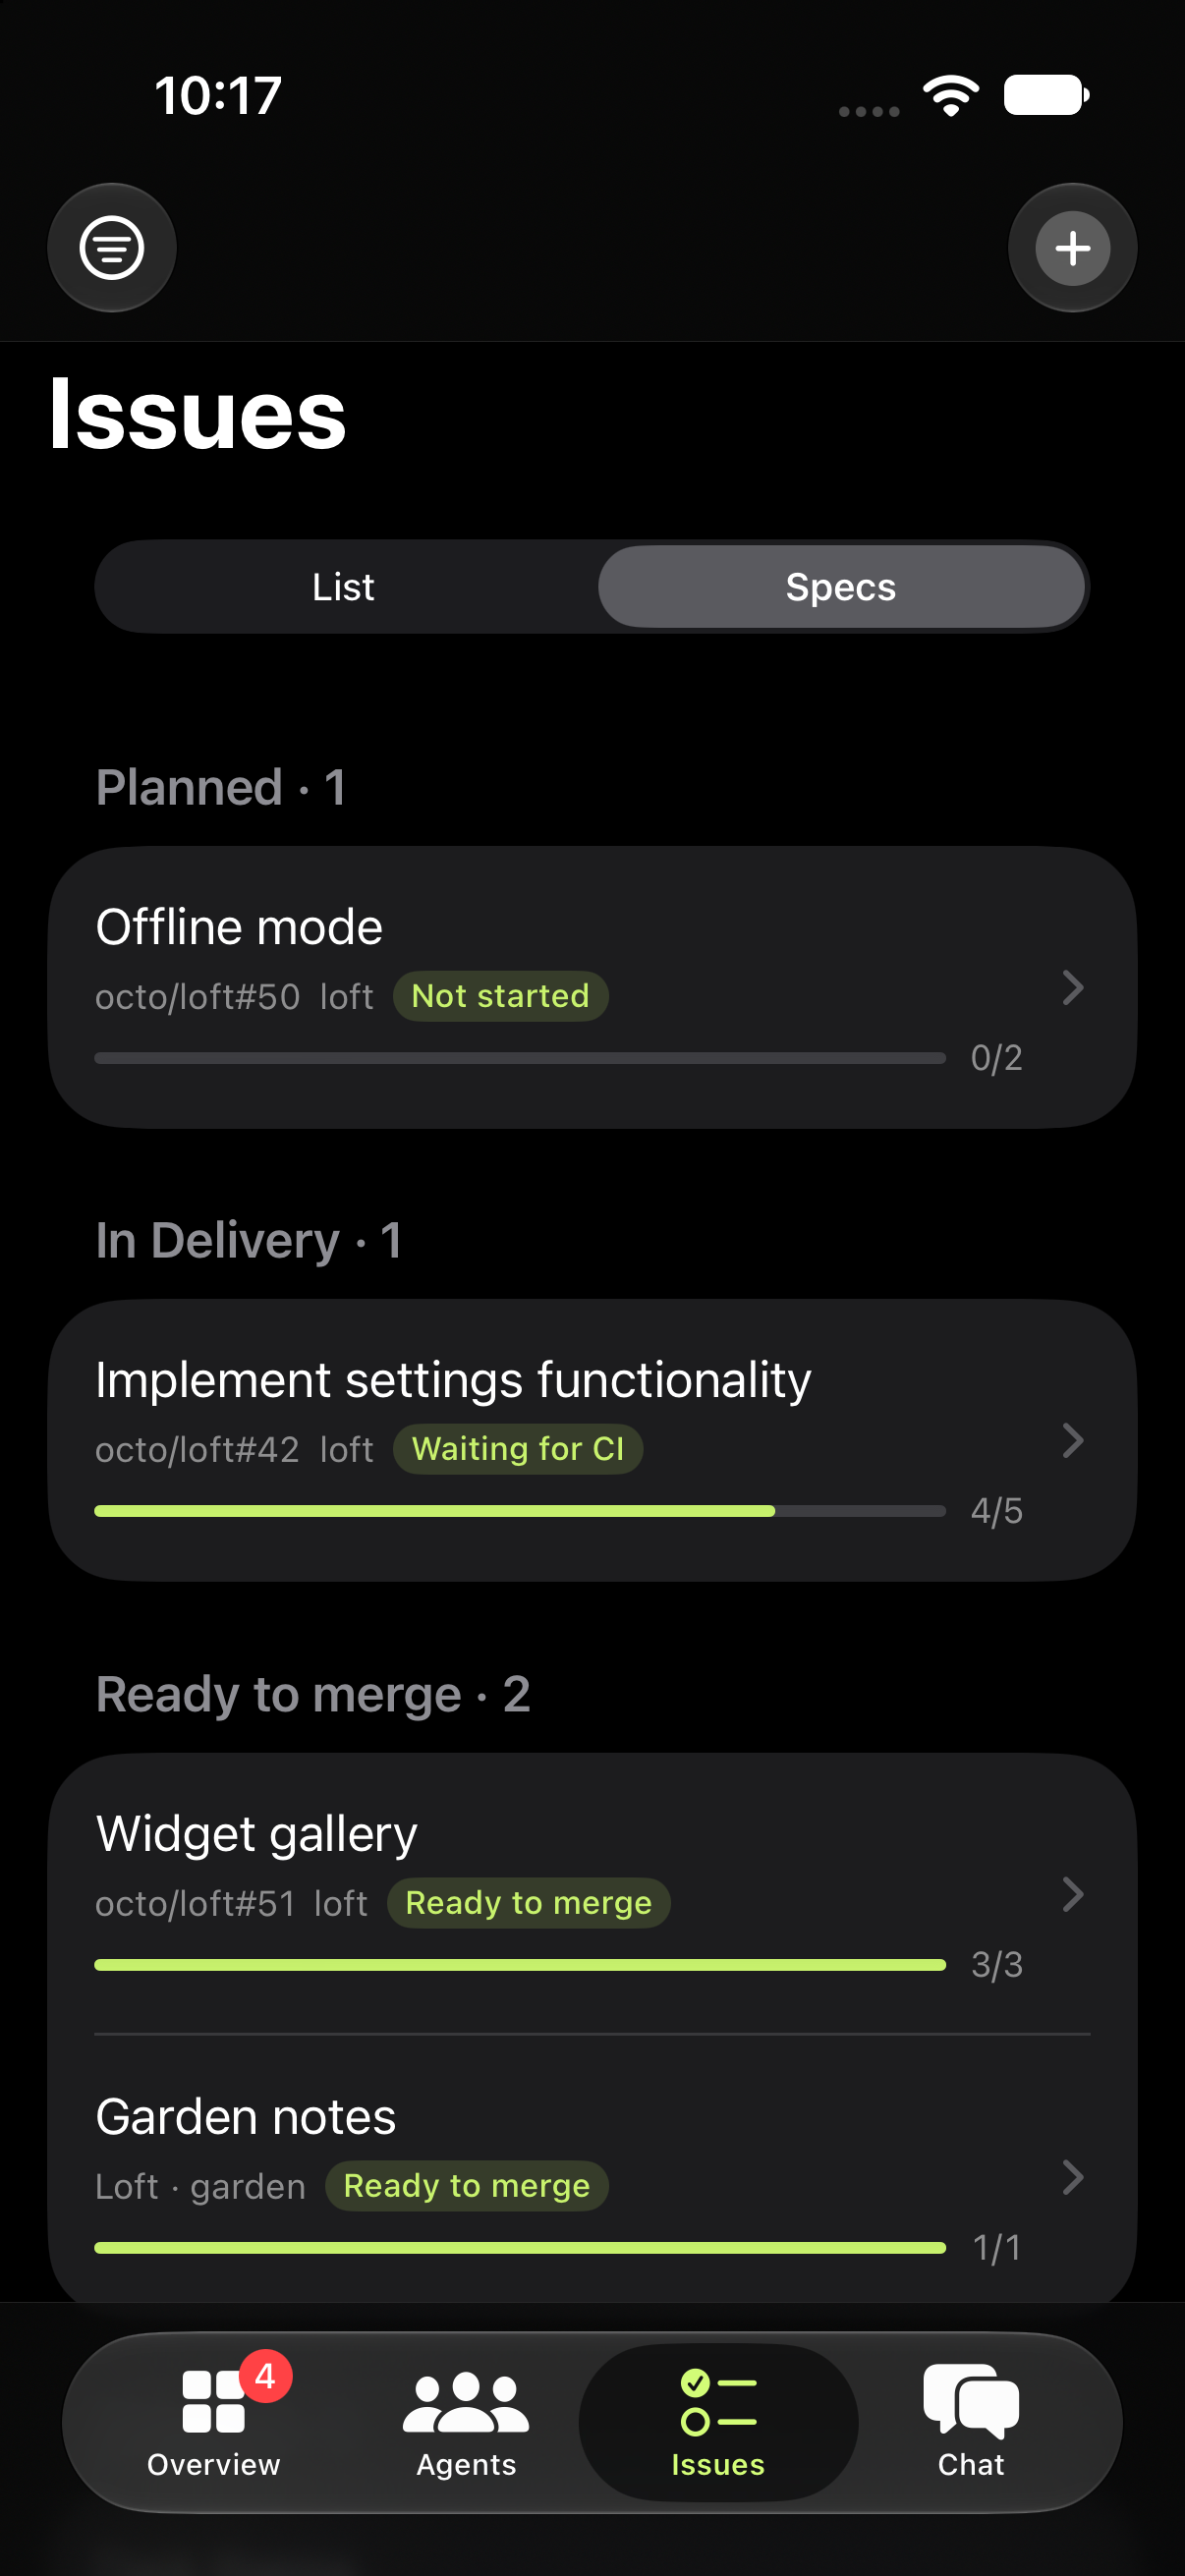 10:17
Issues
List
Specs
Planned · 1
Offline mode
octo/loft#50 loft Not started
0/2
In Delivery · 1
Implement settings functionality
octo/loft#42 loft Waiting for CI
4/5
Ready to merge · 2
Widget gallery
octo/loft#51 loft Ready to merge
3/3
Garden notes
Loft · garden Ready to merge
1/1
4
Overview
Agents
Issues
Chat